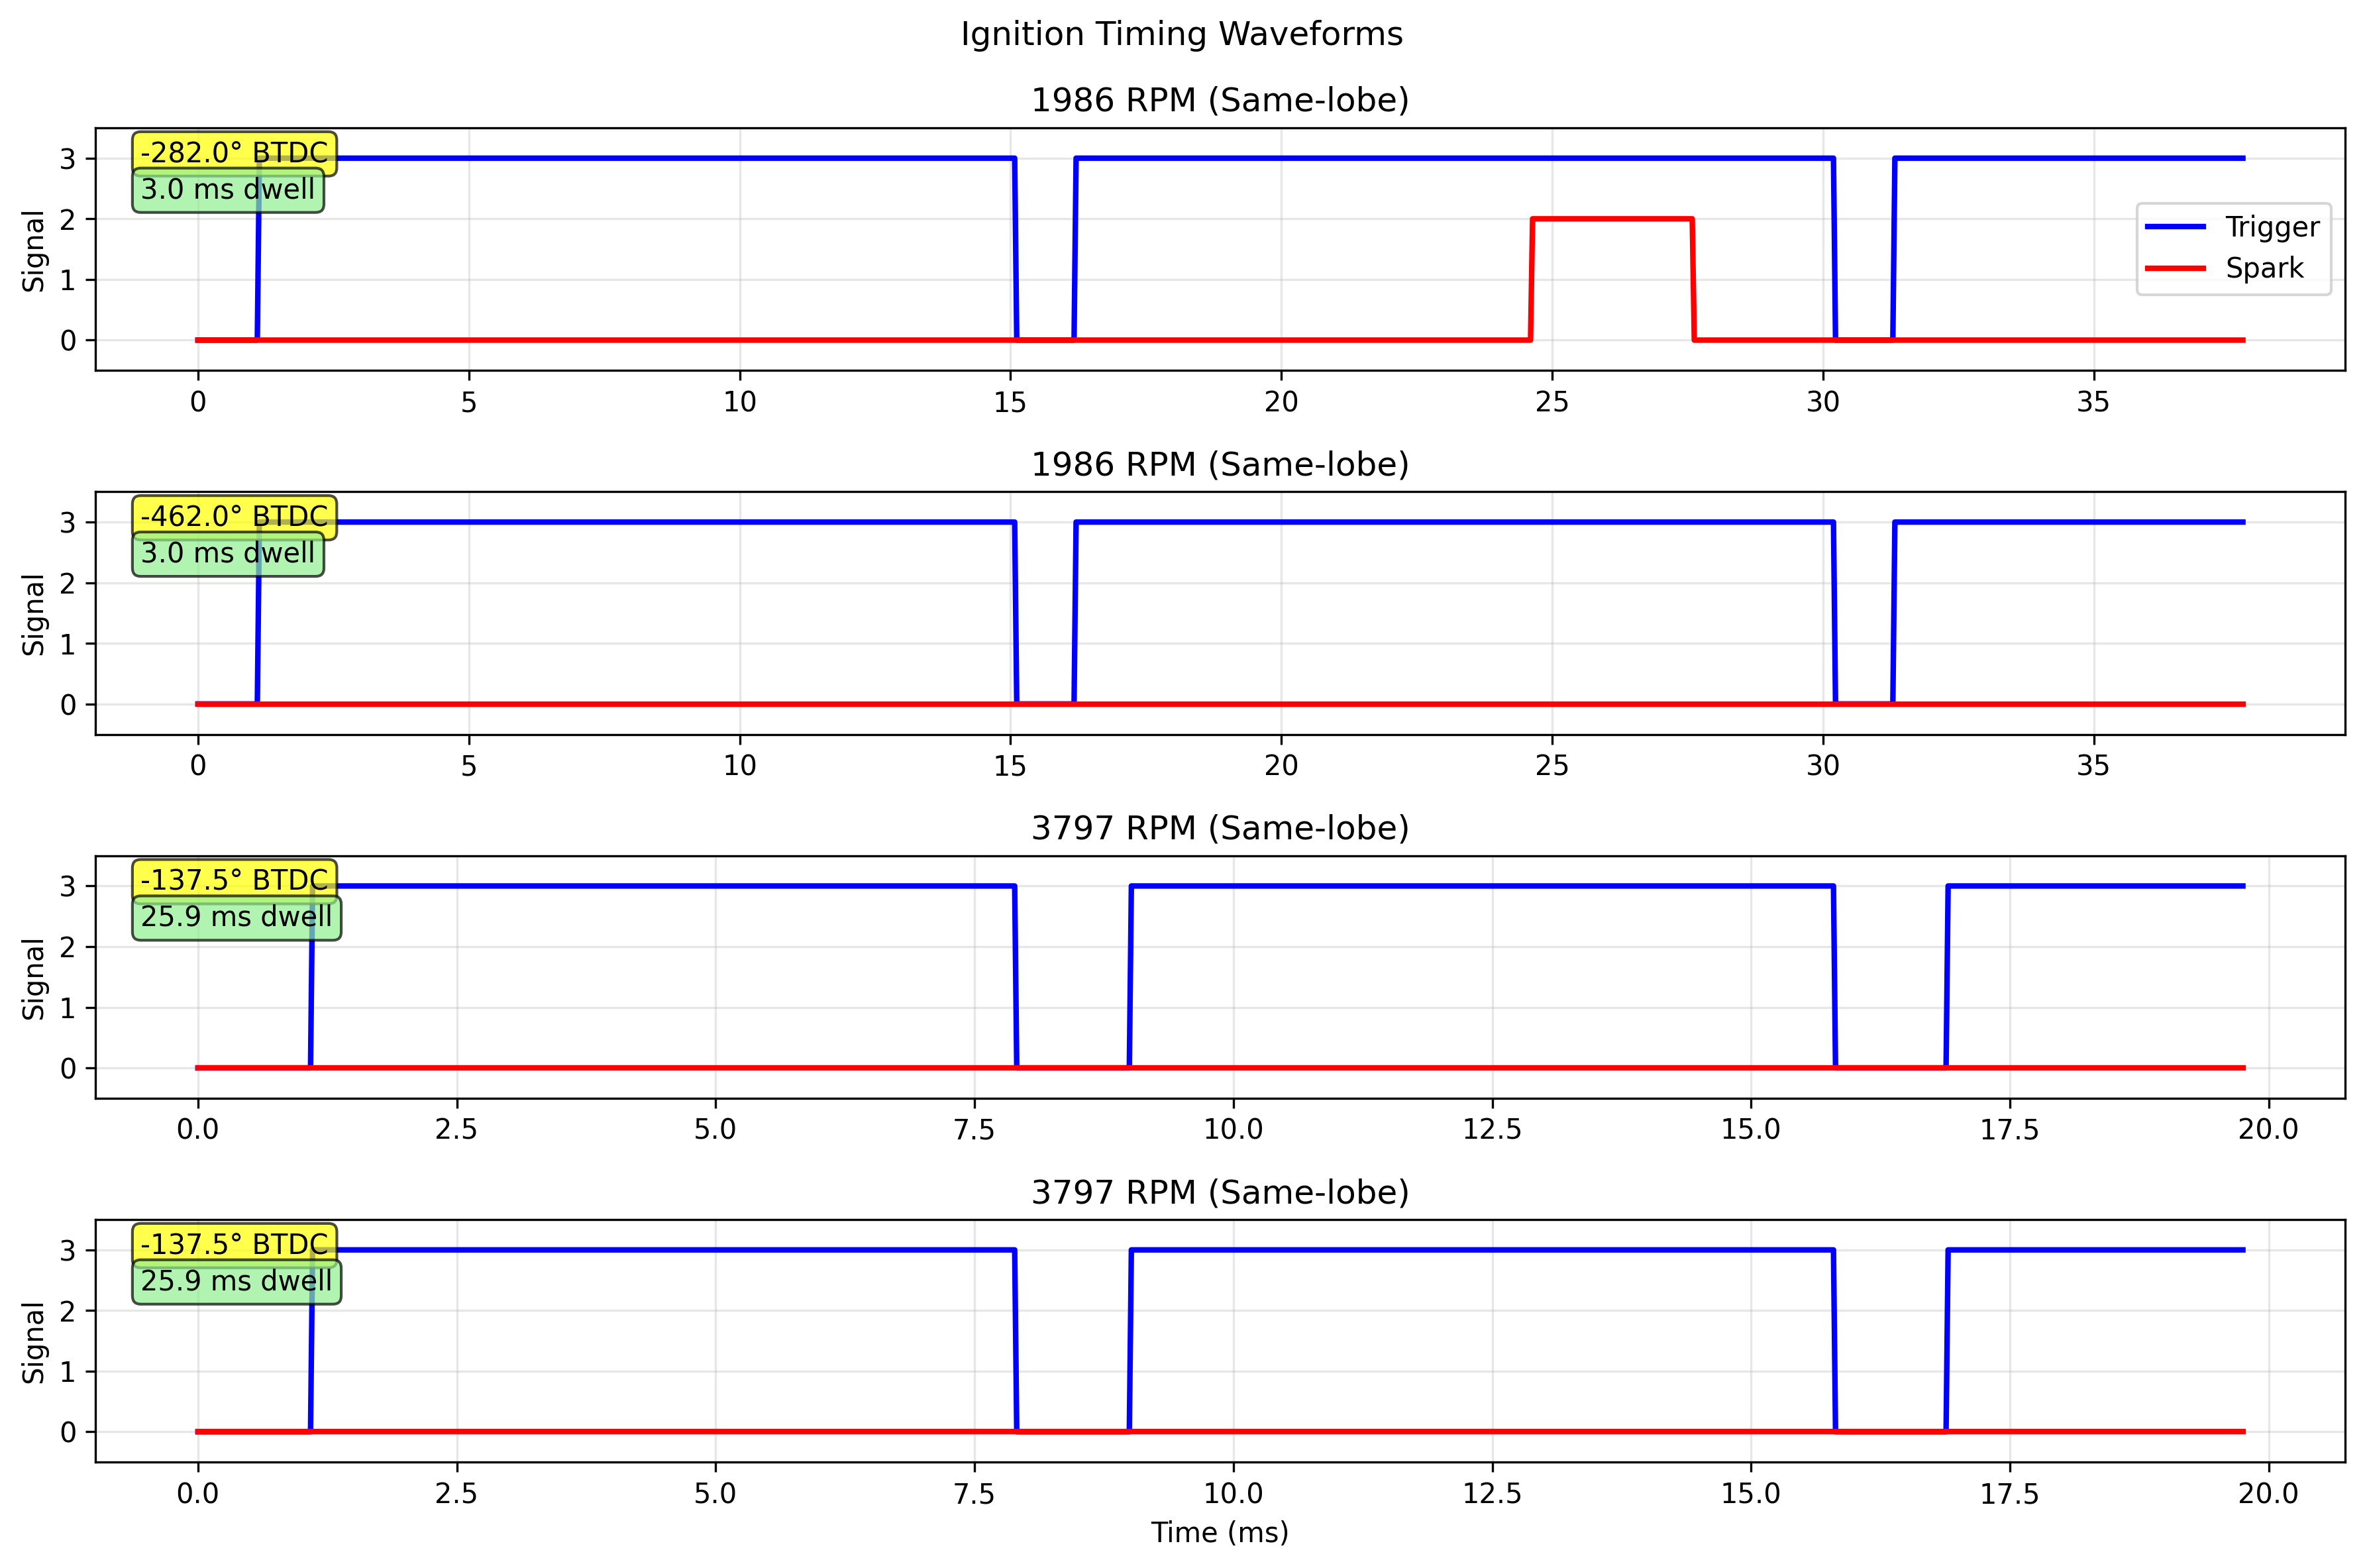 Ignition Timing Waveforms
1986 RPM (Same-lobe)
-282.0° BTDC
3.0 ms dwell
Signal
3
2
1
0
Trigger
Spark
0 5 10 15 20 25 30 35
1986 RPM (Same-lobe)
-462.0° BTDC
3.0 ms dwell
Signal
3
2
1
0
0 5 10 15 20 25 30 35
3797 RPM (Same-lobe)
-137.5° BTDC
25.9 ms dwell
Signal
3
2
1
0
0.0 2.5 5.0 7.5 10.0 12.5 15.0 17.5 20.0
3797 RPM (Same-lobe)
-137.5° BTDC
25.9 ms dwell
Signal
3
2
1
0
0.0 2.5 5.0 7.5 10.0 12.5 15.0 17.5 20.0
Time (ms)